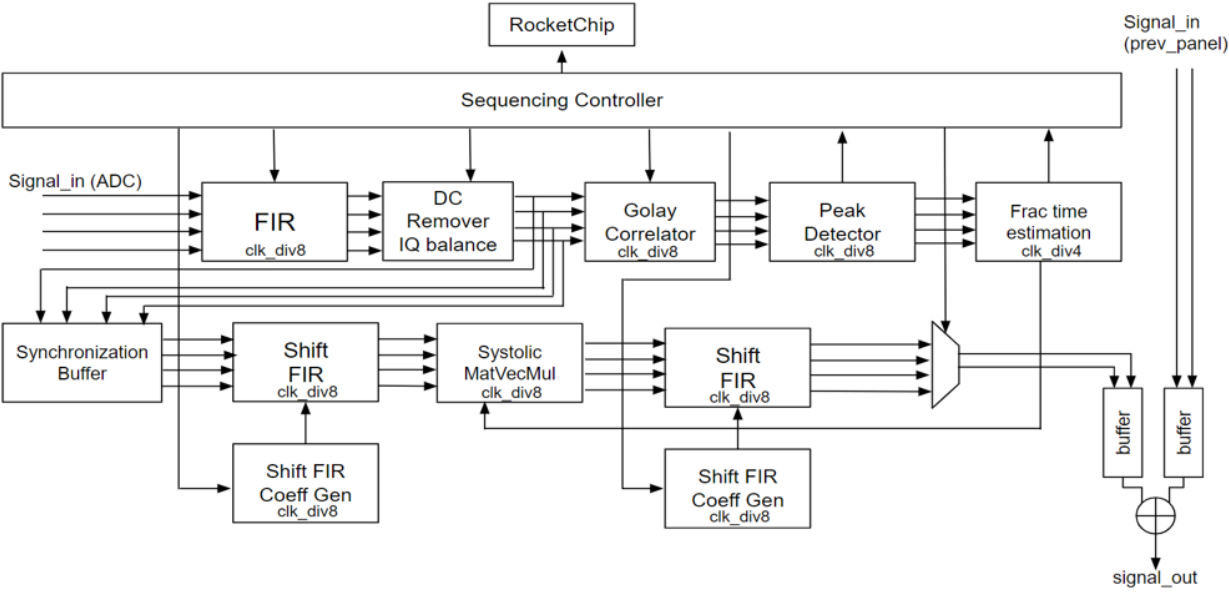 RocketChip
Signal_in
(prev_panel)
Sequencing Controller
Signal_in (ADC)
FIR
clk_div8
DC
Remover
IQ balance
Golay
Correlator
clk_div8
Peak
Detector
clk_div8
Frac time
estimation
clk_div4
Synchronization
Buffer
Shift
FIR
clk_div8
Systolic
MatVecMul
clk_div8
Shift
FIR
clk_div8
buffer
buffer
Shift FIR
Coeff Gen
clk_div8
Shift FIR
Coeff Gen
clk_div8
signal_out